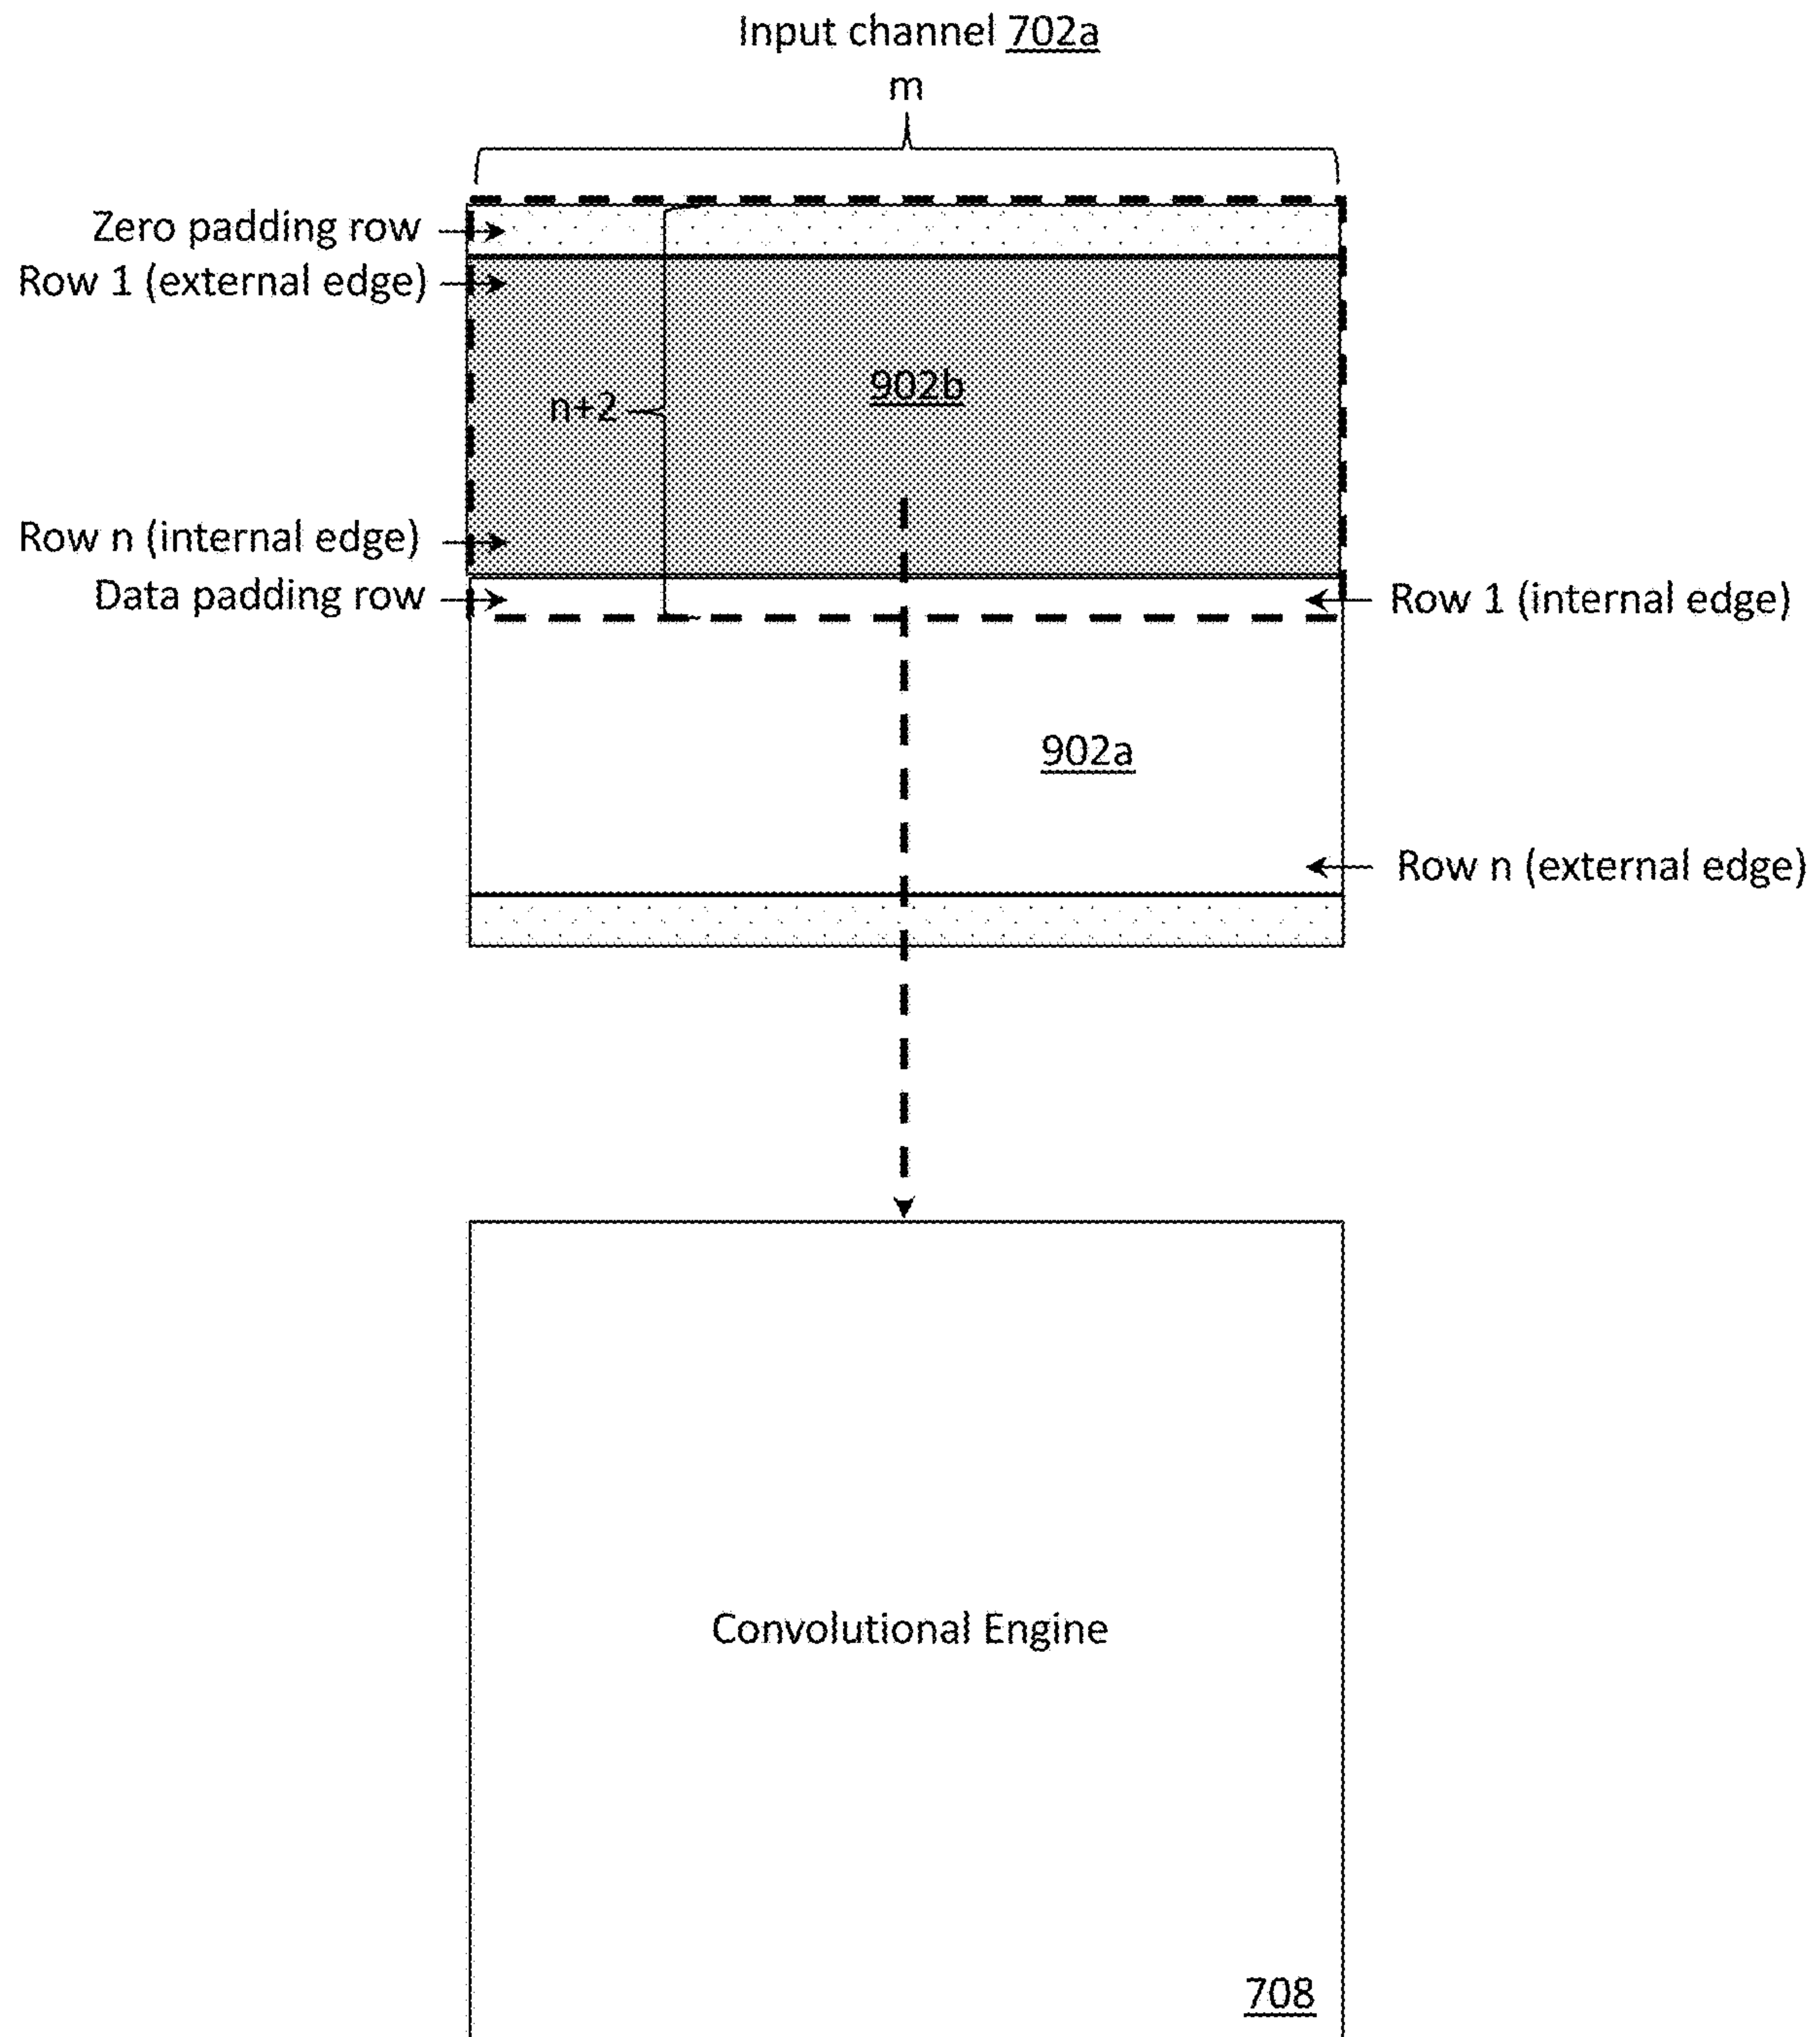 Input channel 702a
m
Zero padding row
Row 1 (external edge)
902b
n+2
Row n (internal edge)
Data padding row
Row 1 (internal edge)
902a
Row n (external edge)
Convolutional Engine
708